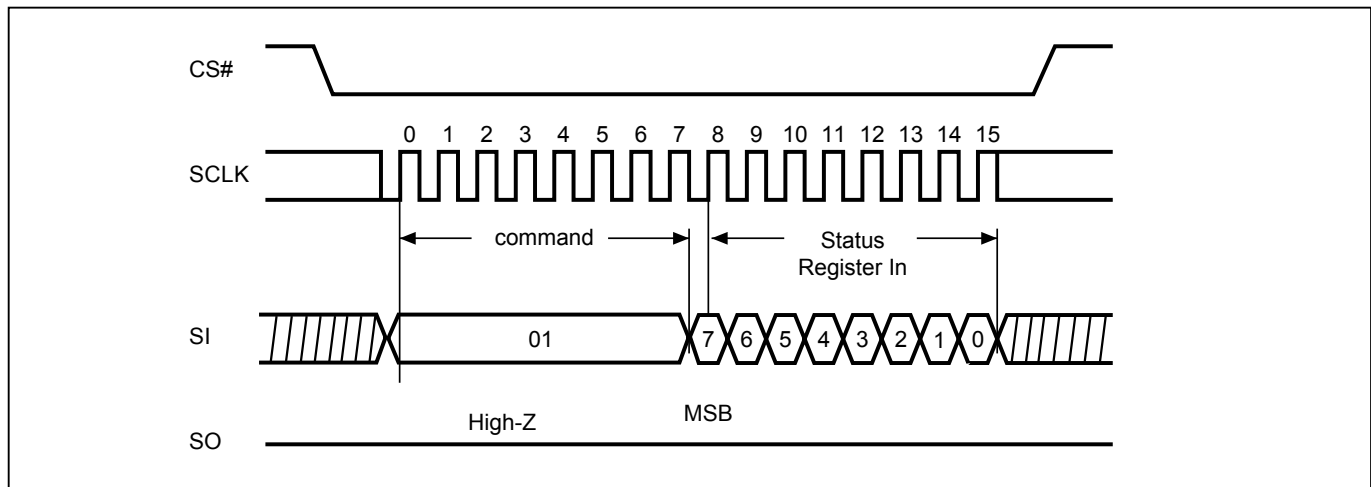 CS#
0 1 2 3 4 5 6 7 8 9 10 11 12 13 14 15
SCLK
command
Status
Register In
SI
01
7 6 5 4 3 2 1 0
High-Z
MSB
SO